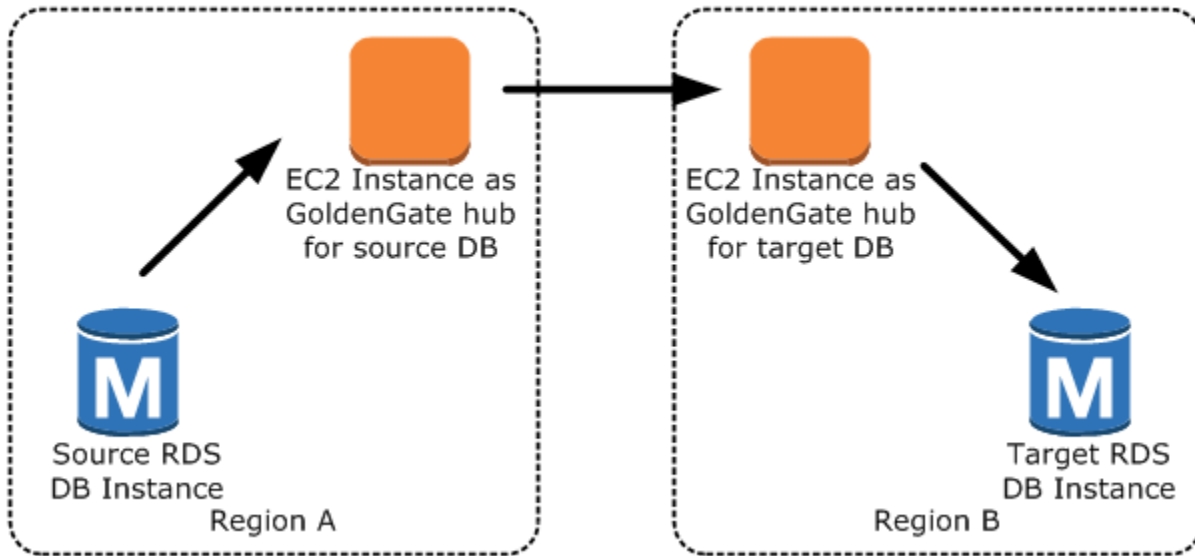 EC2 Instance as
GoldenGate hub
for source DB
EC2 Instance as
GoldenGate hub
for target DB
M
Source RDS
DB Instance
M
Target RDS
DB Instance
Region A
Region B